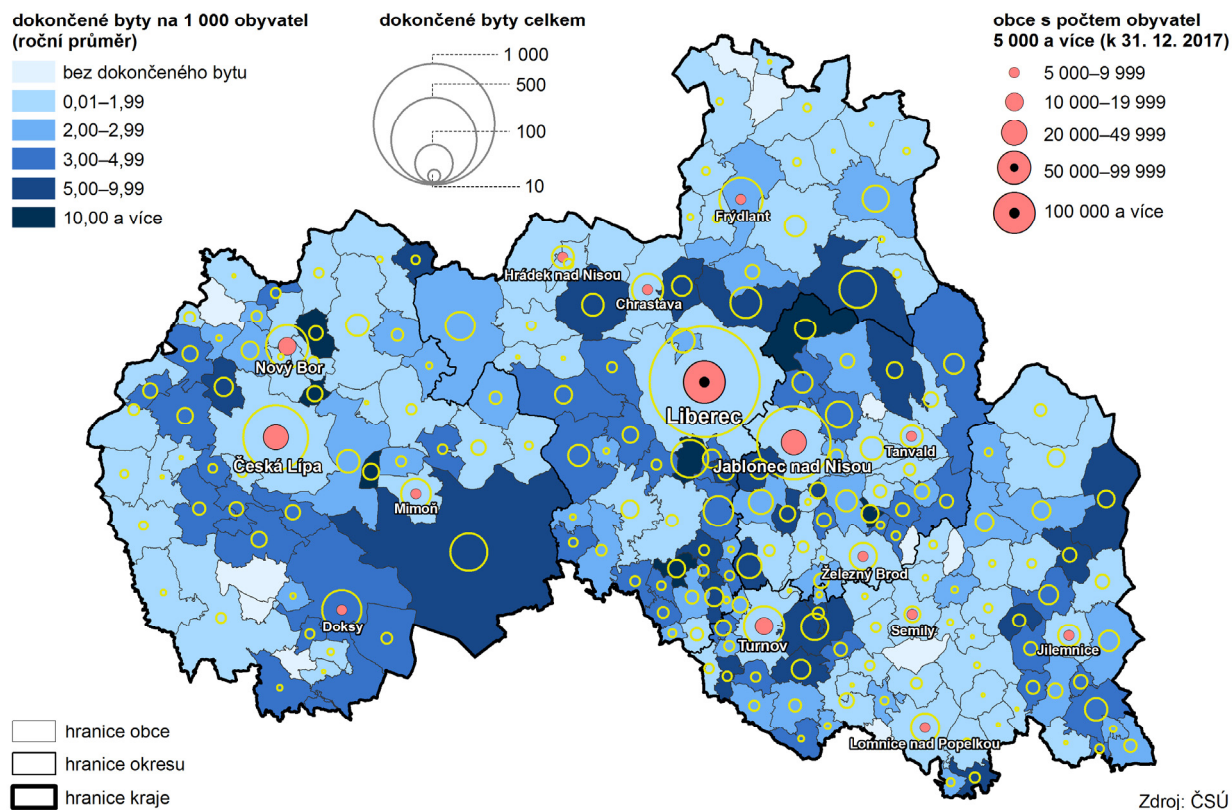 dokončené byty na 1 000 obyvatel
(roční průměr)
bez dokončeného bytu
0,01–1,99
2,00–2,99
3,00–4,99
5,00–9,99
10,00 a více
dokončené byty celkem
1 000
500
100
10
obce s počtem obyvatel
5 000 a více (k 31. 12. 2017)
5 000–9 999
10 000–19 999
20 000–49 999
50 000–99 999
100 000 a více
Frýdlant
Hrádek nad Nisou
Chrastava
Nový Bor
Liberec
Česká Lípa
Jablonec nad Nisou
Tanvald
Mimoň
Železný Brod
Doksy
Semily
Turnov
Jilemnice
Lomnice nad Popelkou
hranice obce
hranice okresu
hranice kraje
Zdroj: ČSÚ